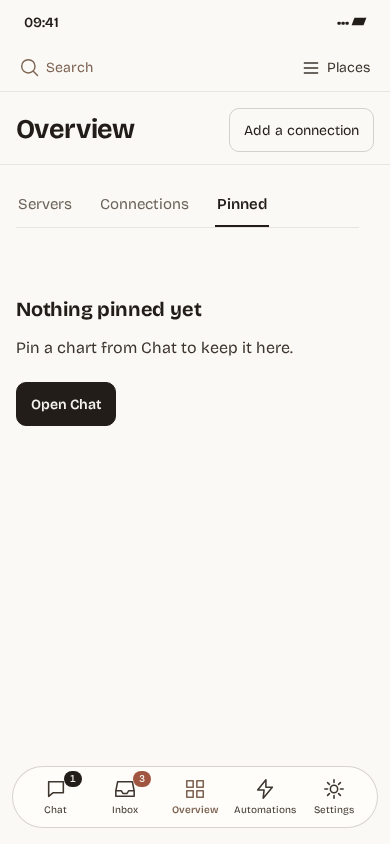 09:41
Search
Places
Overview
Add a connection
Servers
Connections
Pinned
Nothing pinned yet
Pin a chart from Chat to keep it here.
Open Chat
1
3
Chat
Inbox
Overview
Automations
Settings